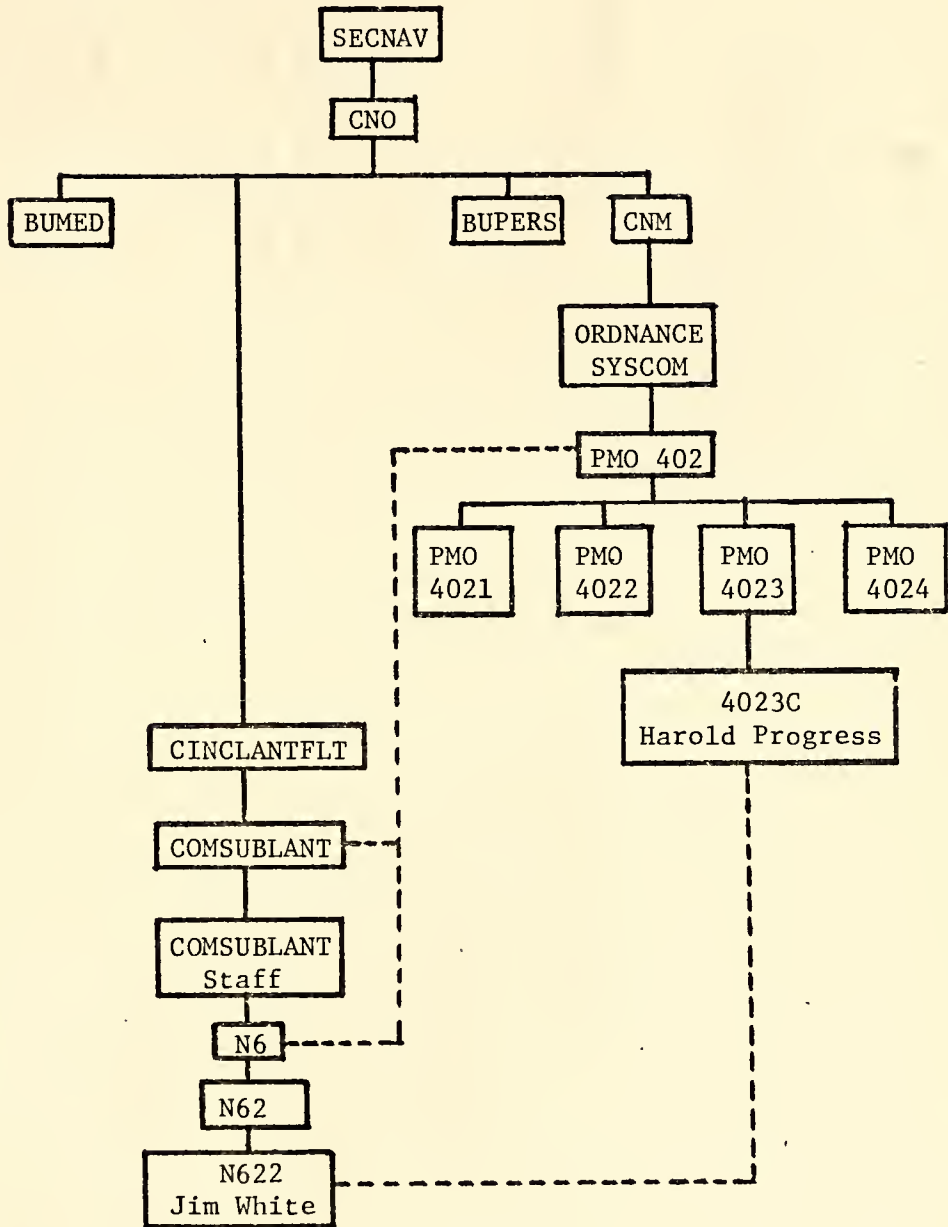 SECNAV
CNO
BUMED
BUPERS
CNM
ORDNANCE
SYSCOM
PMO 402
PMO
4021
PMO
4022
PMO
4023
PMO
4024
4023C
Harold Progress
CINCLANTFLT
COMSUBLANT
COMSUBLANT
Staff
N6
N62
N622
Jim White